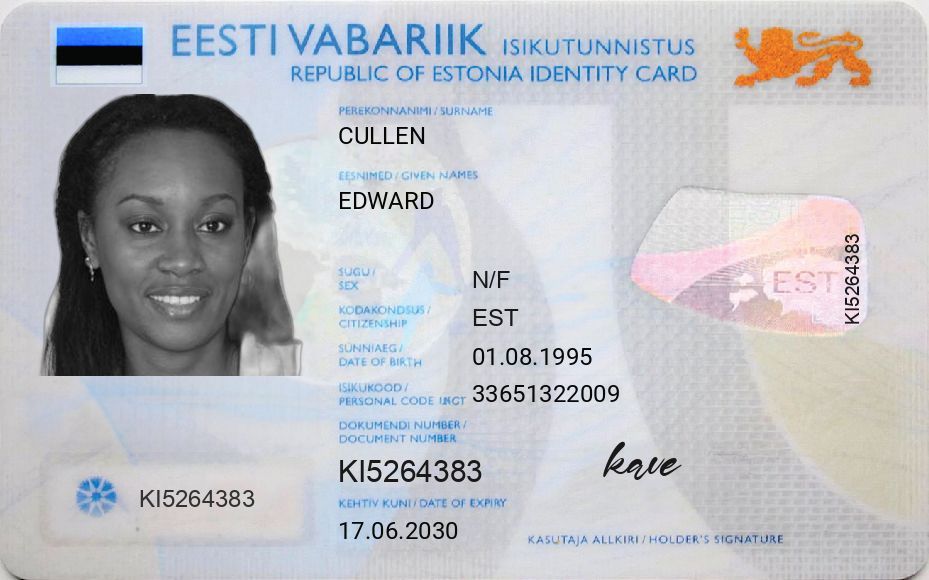 EESTI VABARIIK ISIKUTUNNISTUS
REPUBLIC OF ESTONIA IDENTITY CARD
PEREKONNANIMI / SURNAME
CULLEN
EESNIMED / GIVEN NAMES
EDWARD
SUGU /
SEX
N/F
KODAKONDSUS /
CITIZENSHIP
EST
SÜNNIAEG /
DATE OF BIRTH
01.08.1995
ISIKUKOOD /
PERSONAL CODE
33651322009
DOKUMENDI NUMBER /
DOCUMENT NUMBER
KI5264383
KEHTIV KUNI / DATE OF EXPIRY
17.06.2030
KI5264383
EST
KI5264383
kave
KASUTAJA ALLKIRI / HOLDER'S SIGNATURE